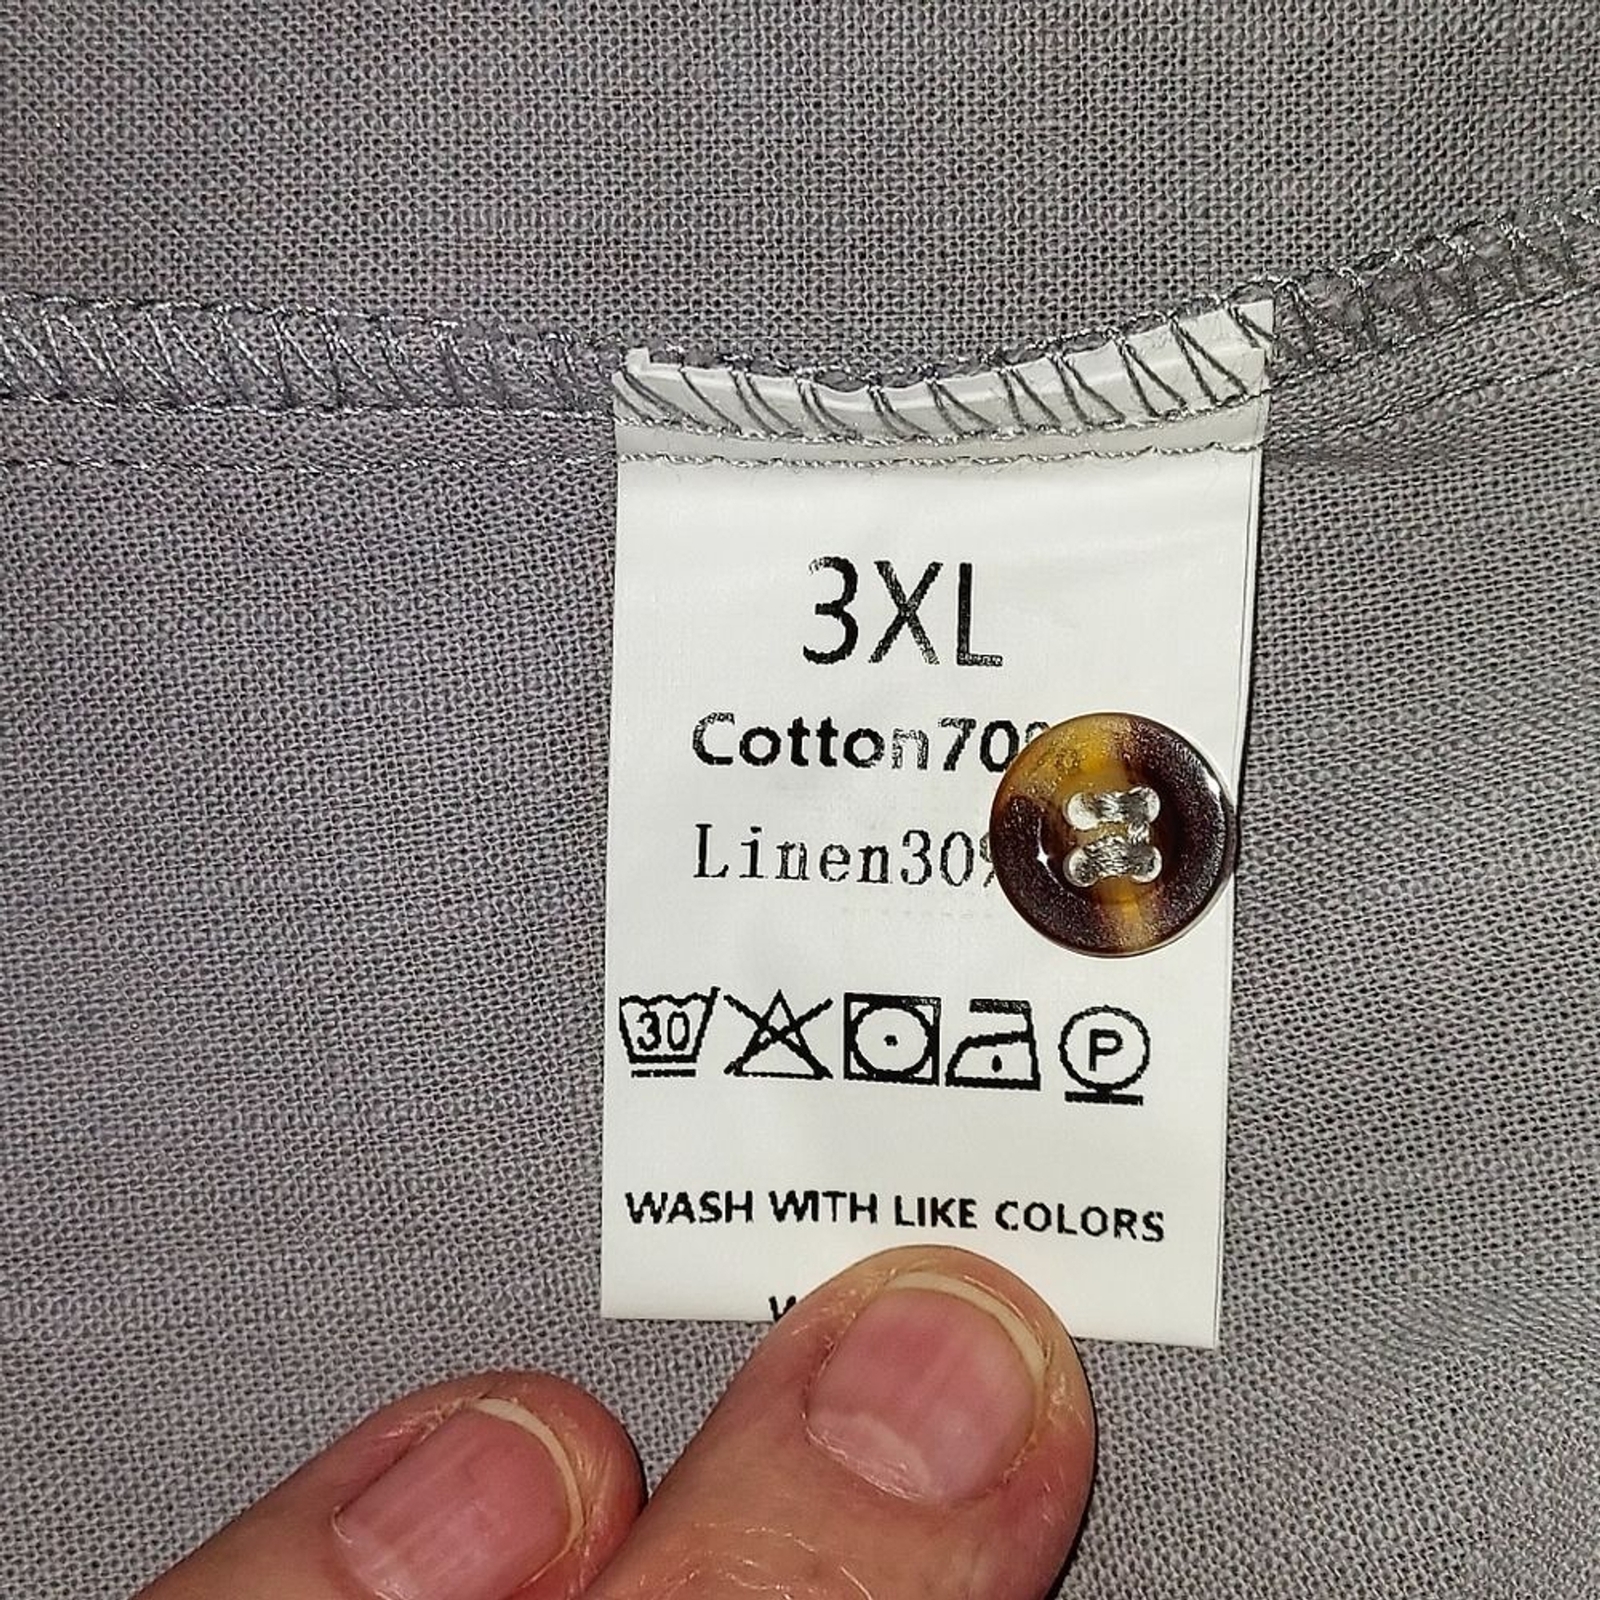 3XL
Cotton70%
Linen30%
30
P
WASH WITH LIKE COLORS